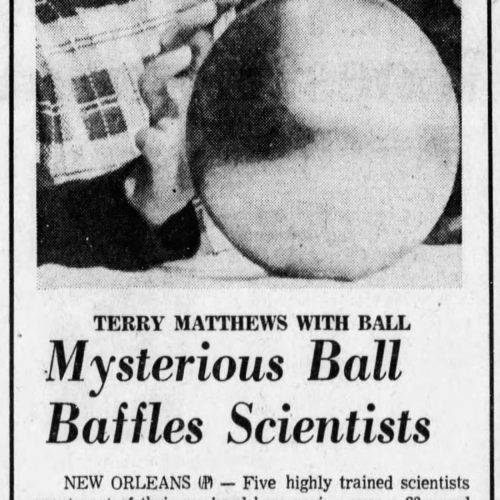 TERRY MATTHEWS WITH BALL
Mysterious Ball
Baffles Scientists
NEW ORLEANS (AP) — Five highly trained scientists